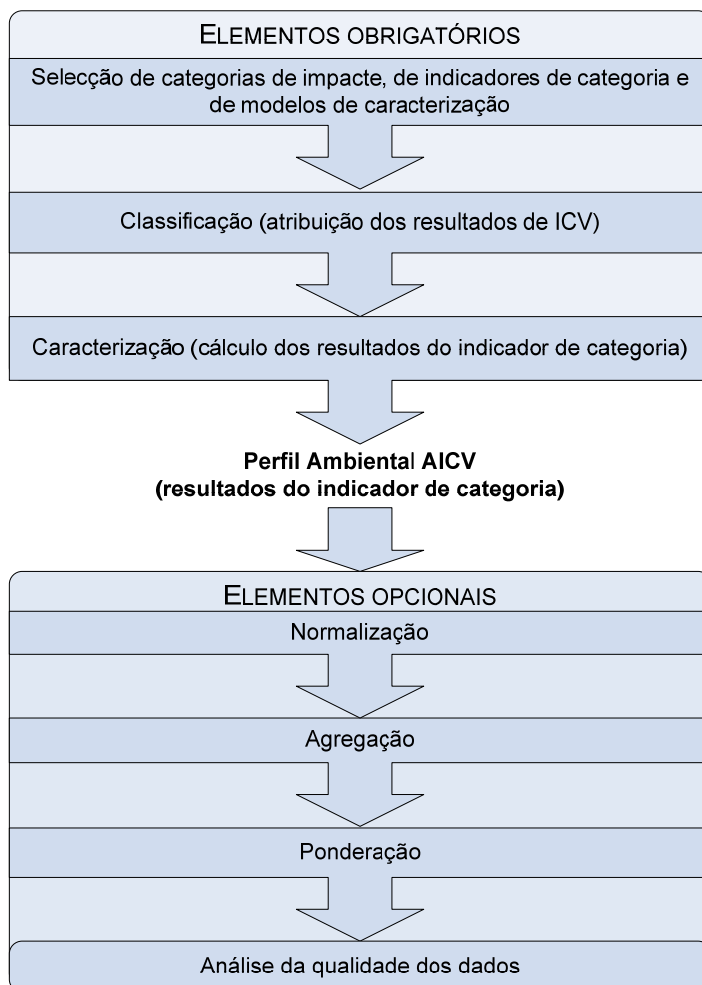 ELEMENTOS OBRIGATÓRIOS
Selecção de categorias de impacte, de indicadores de categoria e
de modelos de caracterização
Classificação (atribuição dos resultados de ICV)
Caracterização (cálculo dos resultados do indicador de categoria)
Perfil Ambiental AICV
(resultados do indicador de categoria)
ELEMENTOS OPCIONAIS
Normalização
Agregação
Ponderação
Análise da qualidade dos dados